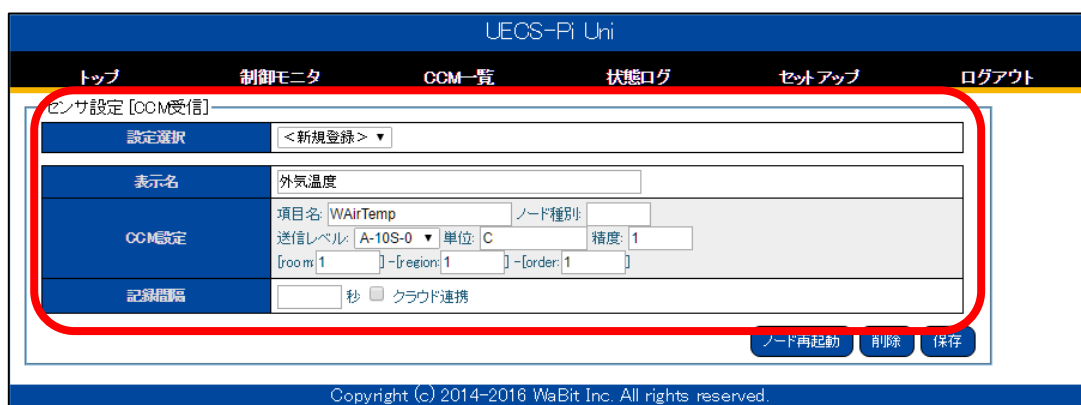 UECS-Pi Uni
トップ 制御モニタ CCM一覧 状態ログ セットアップ ログアウト
センサ設定 [CCM受信]
設定選択 <新規登録> ▼
表示名 外気温度
項目名: WAirTemp ノード種別:
CCM設定 送信レベル: A-10S-0 ▼ 単位: C 精度: 1
[room: 1 ] -[region: 1 ] -[order: 1 ]
記録間隔 秒 クラウド連携
ノード再起動 削除 保存
Copyright (c) 2014-2016 WaBit Inc. All rights reserved.